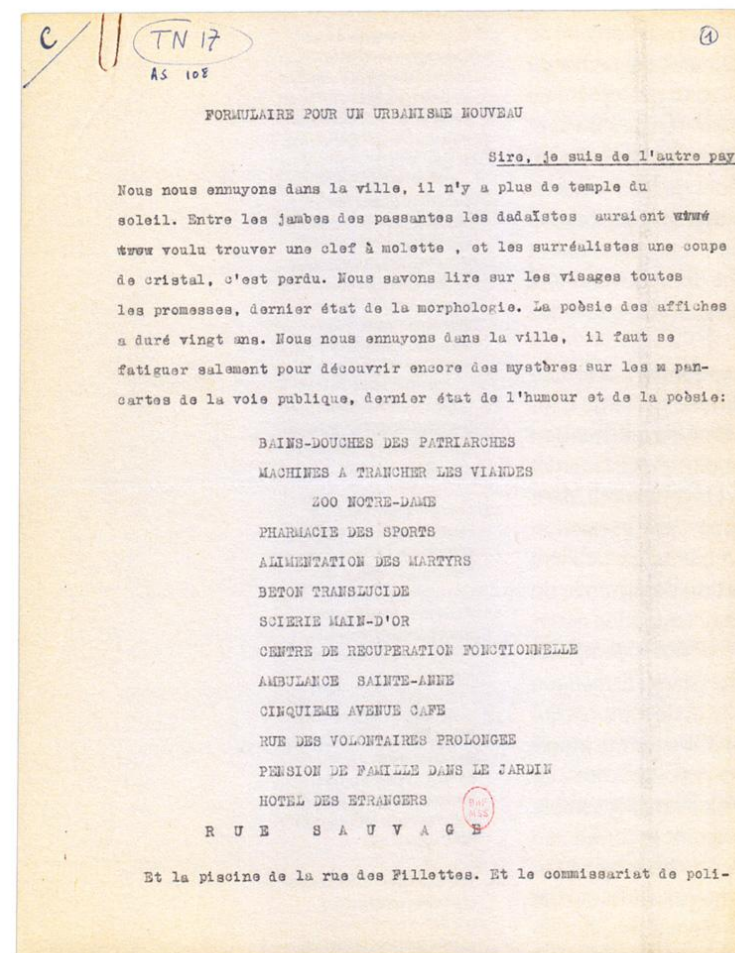 C
TN 17
AS 108
1
FORMULAIRE POUR UN URBANISME NOUVEAU
Sire, je suis de l'autre pay
Nous nous ennuyons dans la ville, il n'y a plus de temple du
soleil. Entre les jambes des passantes les dadaïstes auraient
voulu trouver une clef à molette , et les surréalistes une coupe
de cristal, c'est perdu. Nous savons lire sur les visages toutes
les promesses, dernier état de la morphologie. La poèsie des affiches
a duré vingt ans. Nous nous ennuyons dans la ville, il faut se
fatiguer salement pour découvrir encore des mystères sur les pan-
cartes de la voie publique, dernier état de l'humour et de la poèsie:
BAINS-DOUCHES DES PATRIARCHES
MACHINES A TRANCHER LES VIANDES
ZOO NOTRE-DAME
PHARMACIE DES SPORTS
ALIMENTATION DES MARTYRS
BETON TRANSLUCIDE
SCIERIE MAIN-D'OR
CENTRE DE RECUPERATION FONCTIONNELLE
AMBULANCE SAINTE-ANNE
CINQUIEME AVENUE CAFE
RUE DES VOLONTAIRES PROLONGEE
PENSION DE FAMILLE DANS LE JARDIN
HOTEL DES ETRANGERS
BnF
MSS
RUE SAUVAGE
Et la piscine de la rue des Fillettes. Et le commissariat de poli-